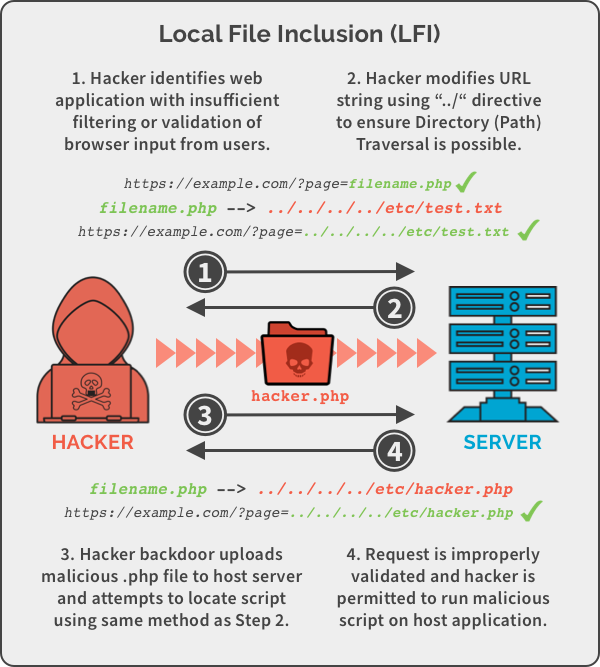 Local File Inclusion (LFI)
1. Hacker identifies web
application with insufficient
filtering or validation of
browser input from users.
2. Hacker modifies URL
string using “../“ directive
to ensure Directory (Path)
Traversal is possible.
https://example.com/?page=filename.php
filename.php --> ../../../../etc/test.txt
https://example.com/?page=../../../../etc/test.txt
1
2
hacker.php
3
4
HACKER
SERVER
filename.php --> ../../../../etc/hacker.php
https://example.com/?page=../../../../etc/hacker.php
3. Hacker backdoor uploads
malicious .php file to host server
and attempts to locate script
using same method as Step 2.
4. Request is improperly
validated and hacker is
permitted to run malicious
script on host application.